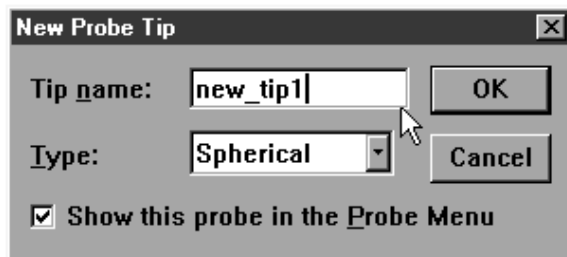 New Probe Tip
Tip name: new_tip1 OK
Type: Spherical Cancel
Show this probe in the Probe Menu